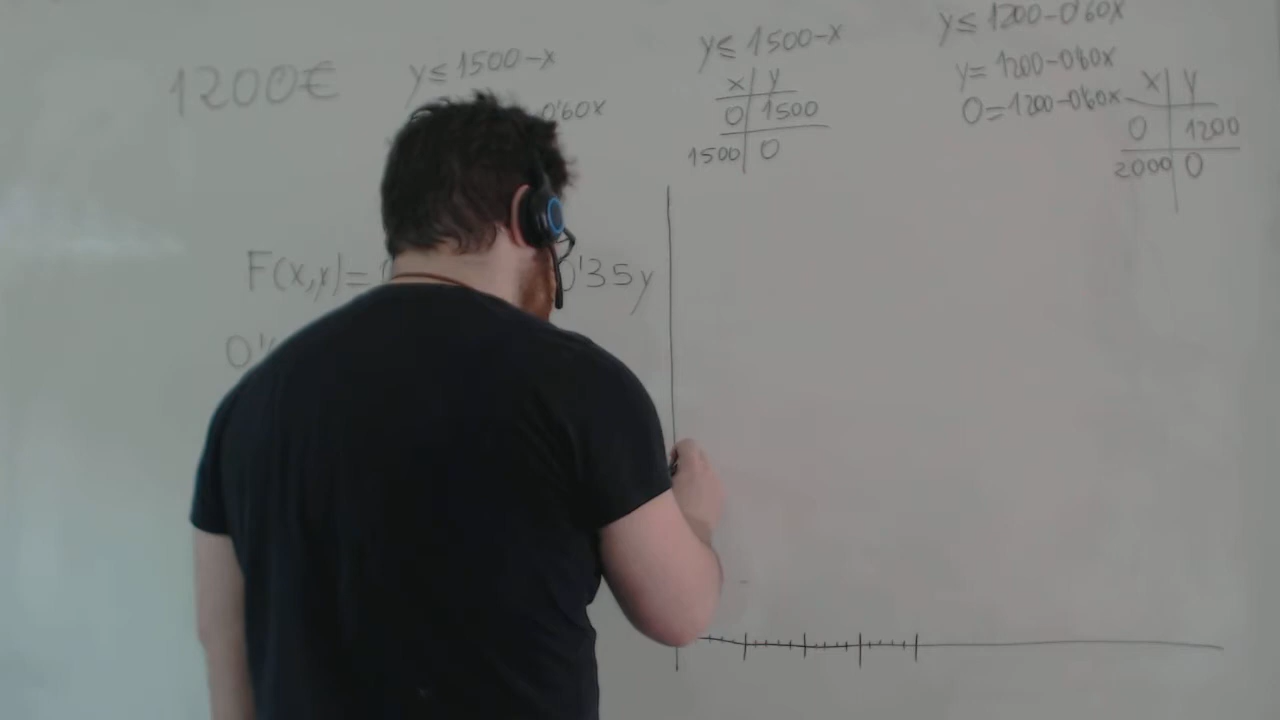 1200€
y ≤ 1500-x
0'60x
F(x,y)= 0'35y
0'
y ≤ 1500-x
x y
0 1500
1500 0
y ≤ 1200-0'60x
y= 1200-0'60x
0=1200-0'60x
x y
0 1200
2000 0